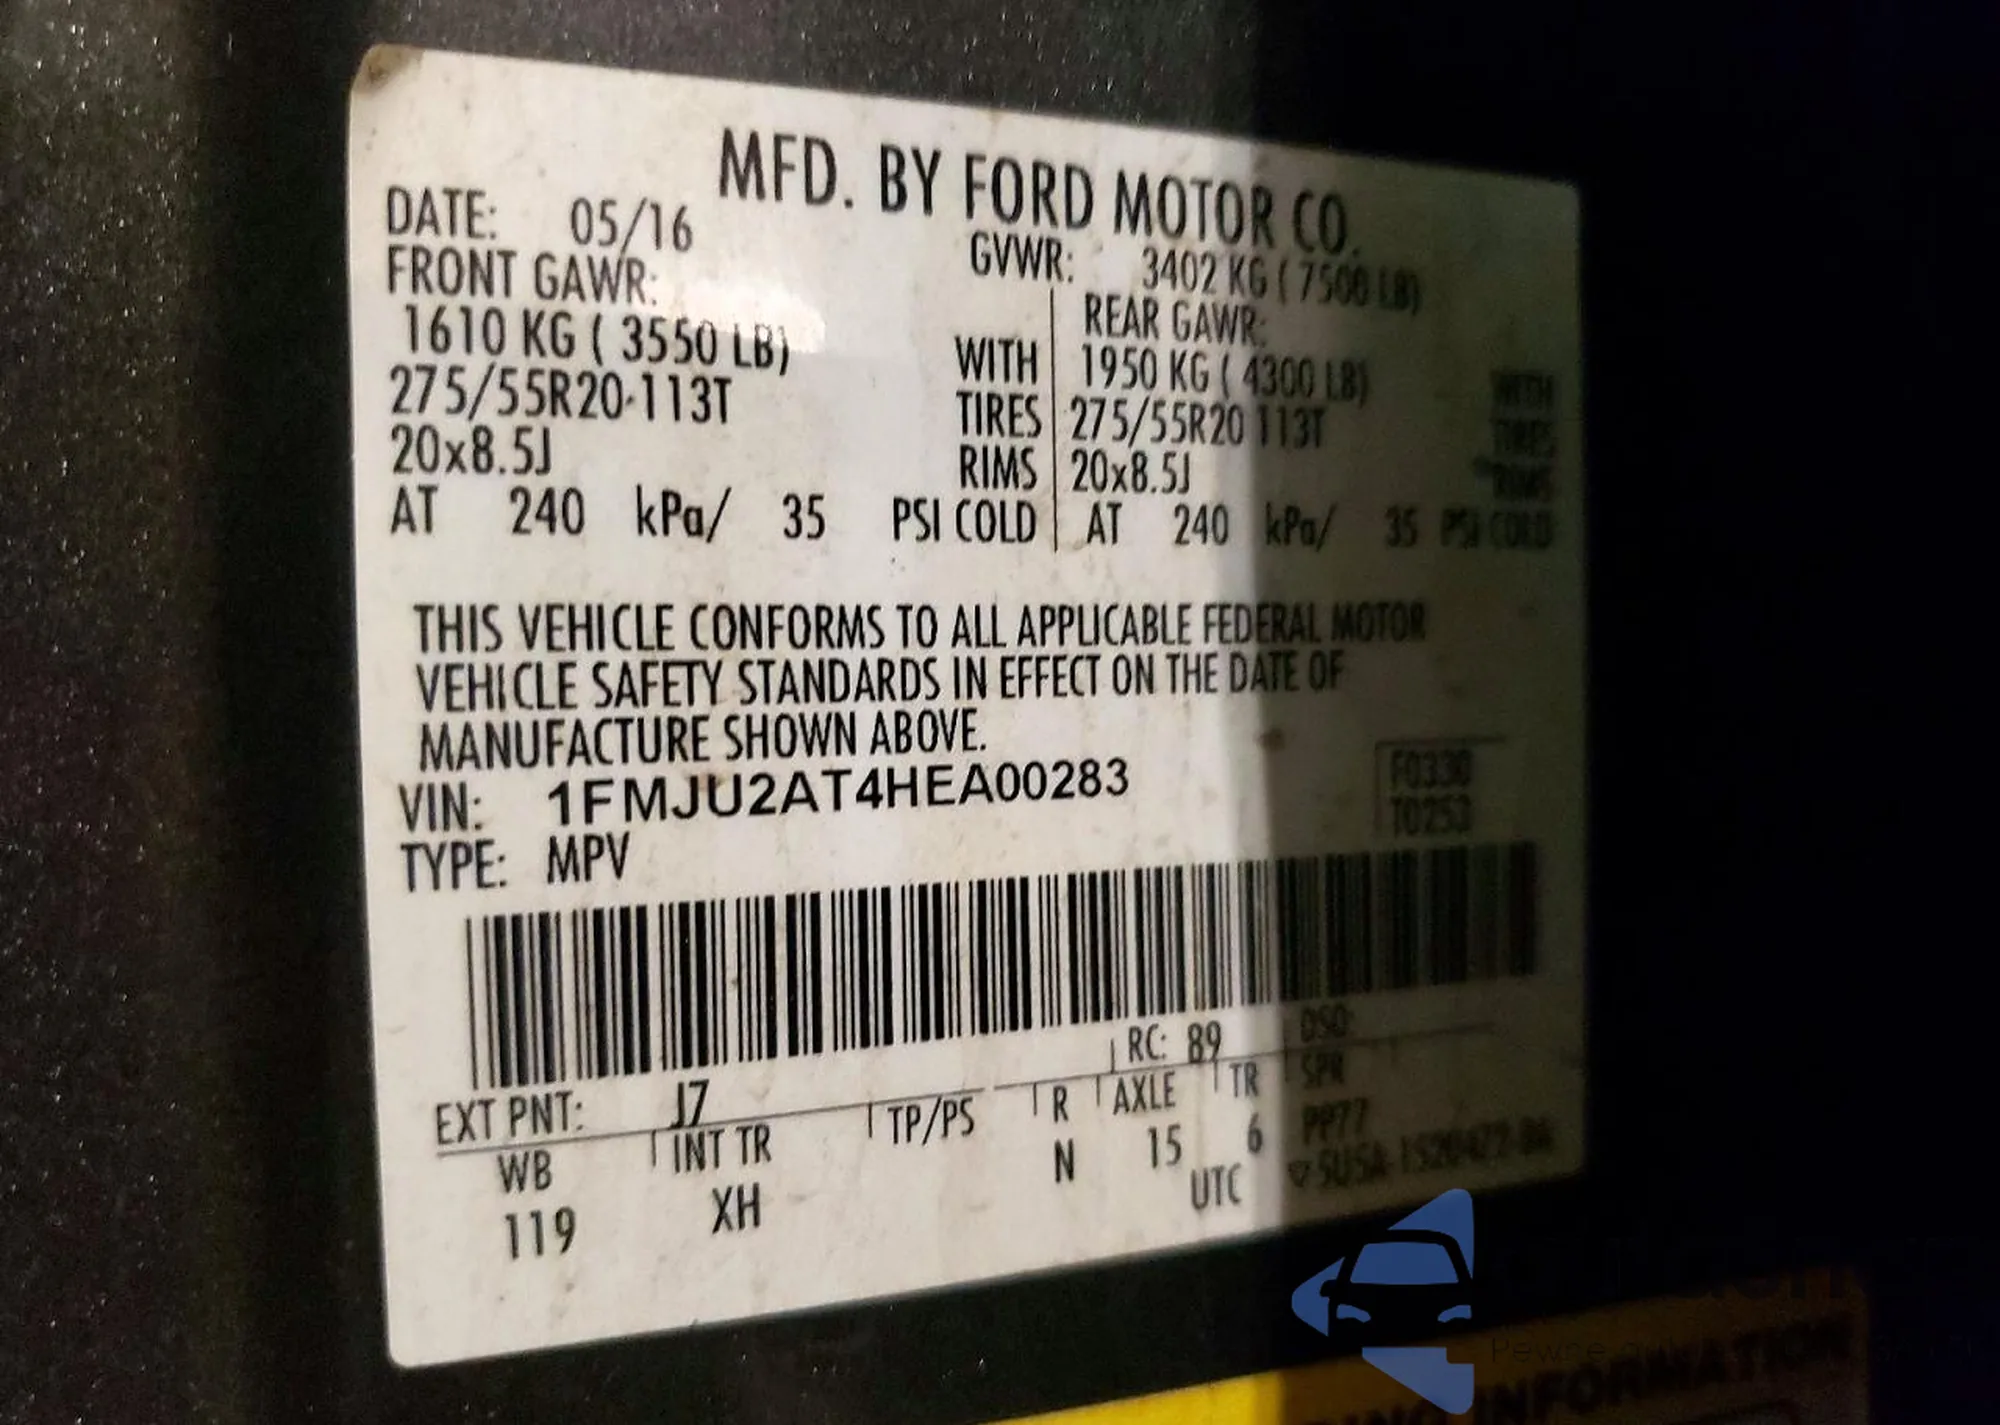 MFD. BY FORD MOTOR CO.
DATE: 05/16
GVWR: 3402 KG ( 7500 LB)
FRONT GAWR:
REAR GAWR:
1610 KG ( 3550 LB) WITH
1950 KG ( 4300 LB) WITH
275/55R20-113T TIRES
275/55R20 113T TIRES
20x8.5J RIMS
20x8.5J RIMS
AT 240 kPa/ 35 PSI COLD
AT 240 kPa/ 35 PSI COLD
THIS VEHICLE CONFORMS TO ALL APPLICABLE FEDERAL MOTOR
VEHICLE SAFETY STANDARDS IN EFFECT ON THE DATE OF
MANUFACTURE SHOWN ABOVE.
VIN: 1FMJU2AT4HEA00283
F0330
T0253
TYPE: MPV
EXT PNT: J7 RC: 89 DSO:
WB INT TR TP/PS R AXLE TR SPR
119 XH N 15 6 PP77
UTC
INFORMATION